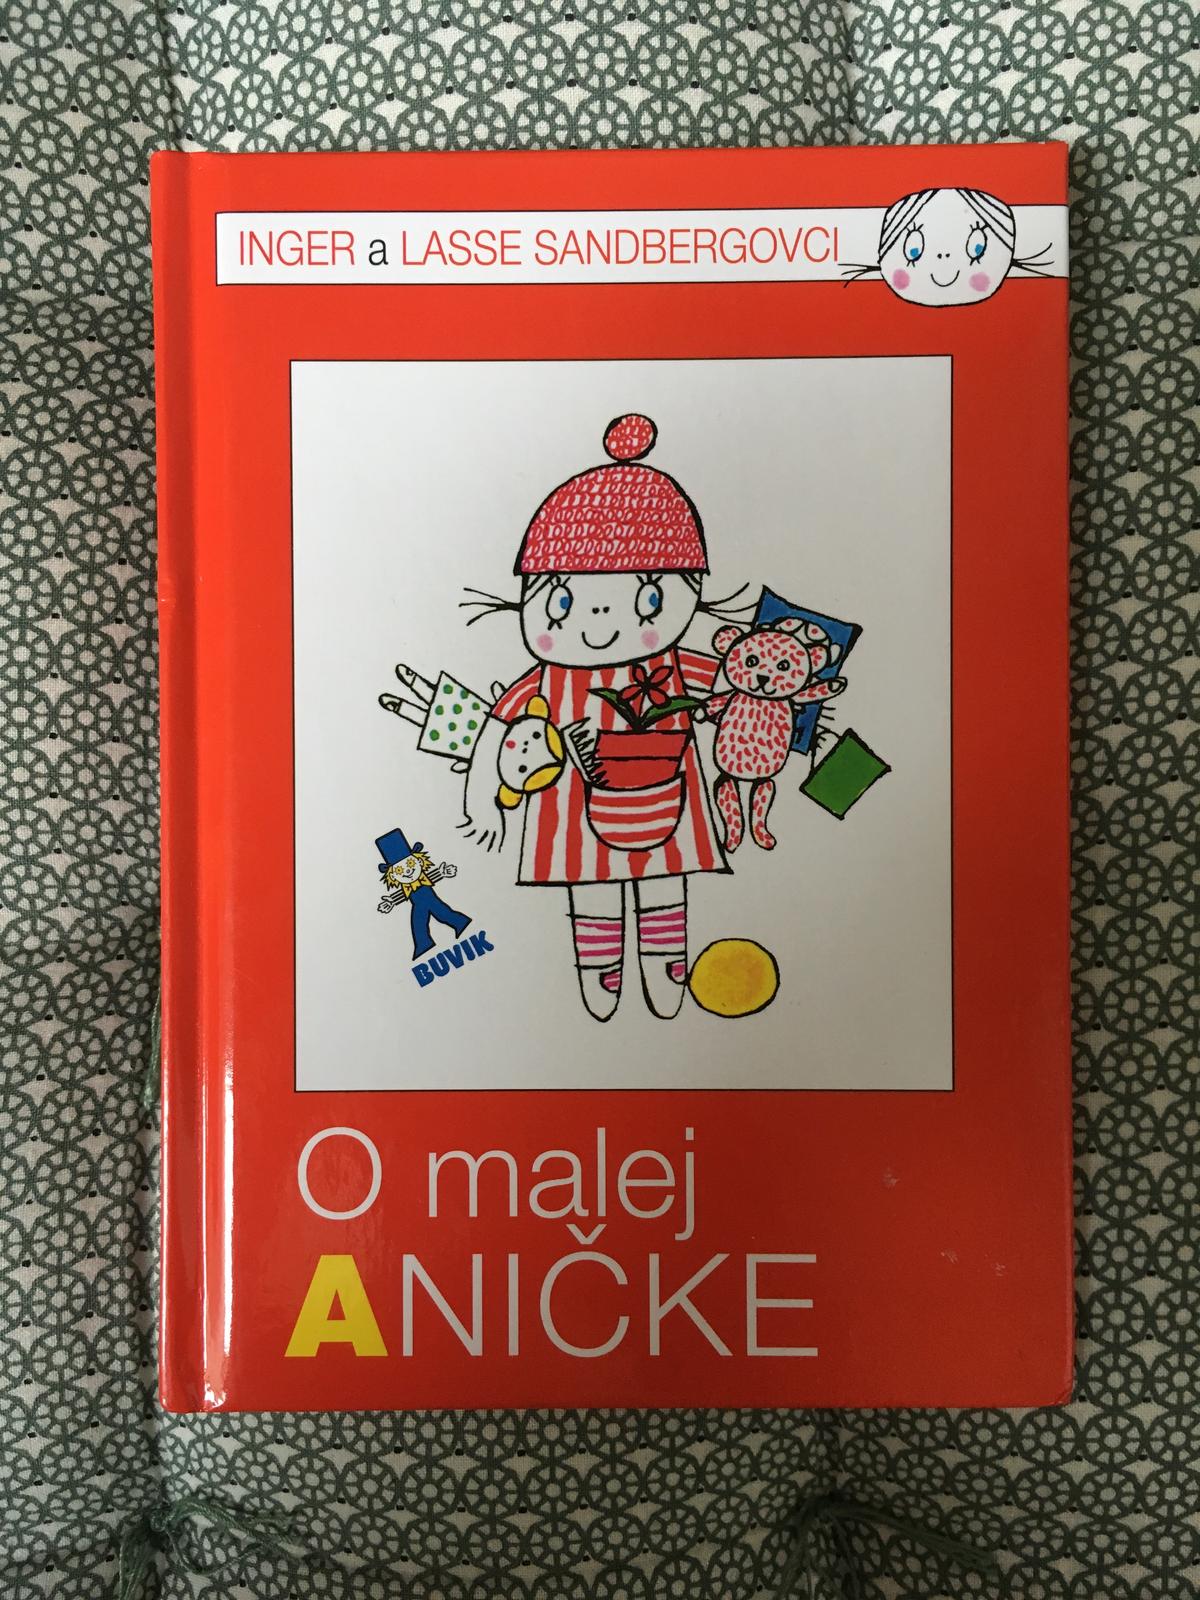 INGER a LASSE SANDBERGOVCI
BUVIK
O malej
ANIČKE